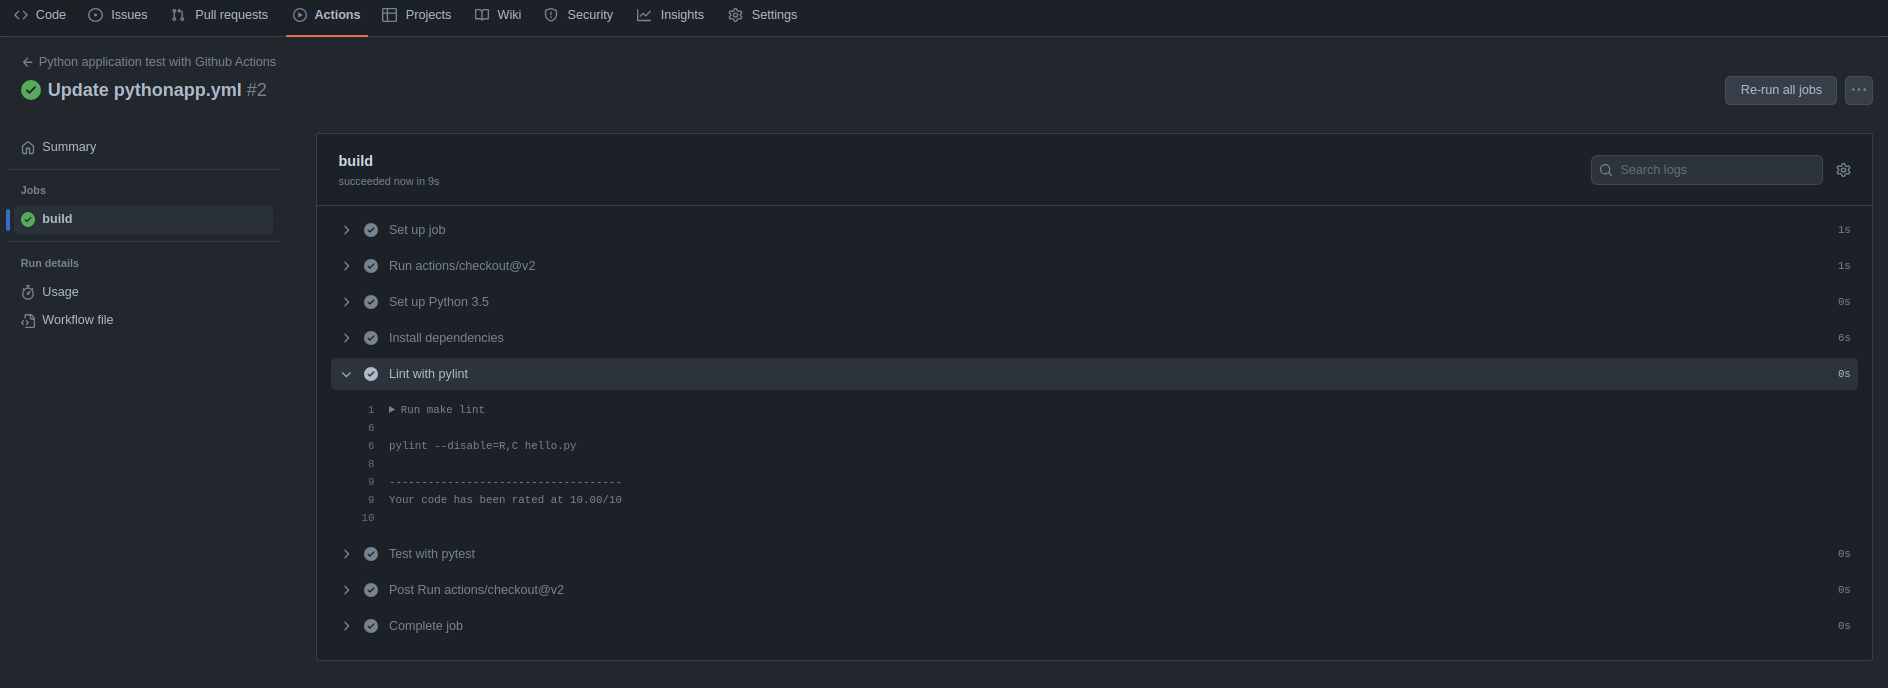 Code Issues Pull requests Actions Projects Wiki Security Insights Settings
Python application test with Github Actions
Update pythonapp.yml #2
Re-run all jobs
Summary
Jobs
build
Run details
Usage
Workflow file
build
succeeded now in 9s
Search logs
Set up job 1s
Run actions/checkout@v2 1s
Set up Python 3.5 0s
Install dependencies 6s
Lint with pylint 0s
1 Run make lint
6
6 pylint --disable=R,C hello.py
8
9 ------------------------------------
9 Your code has been rated at 10.00/10
10
Test with pytest 0s
Post Run actions/checkout@v2 0s
Complete job 0s